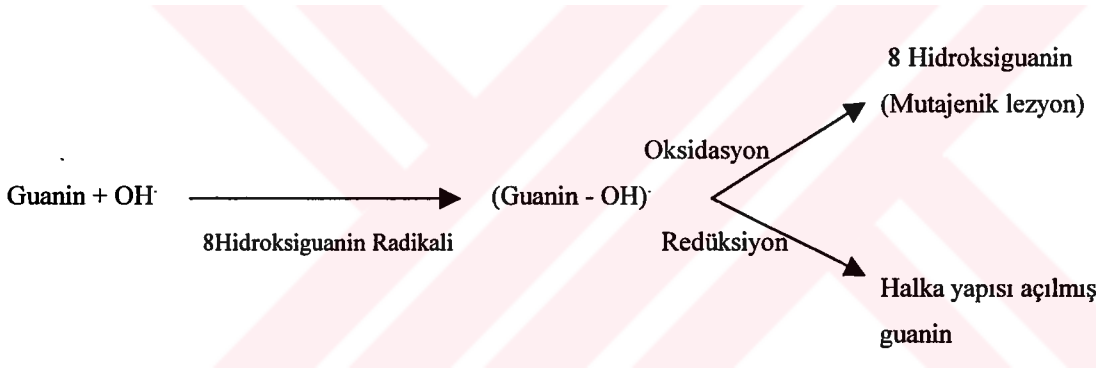 8 Hidroksiguanin
(Mutajenik lezyon)
Oksidasyon
Guanin + OH·
(Guanin - OH)·
8Hidroksiguanin Radikali
Redüksiyon
Halka yapısı açılmış
guanin